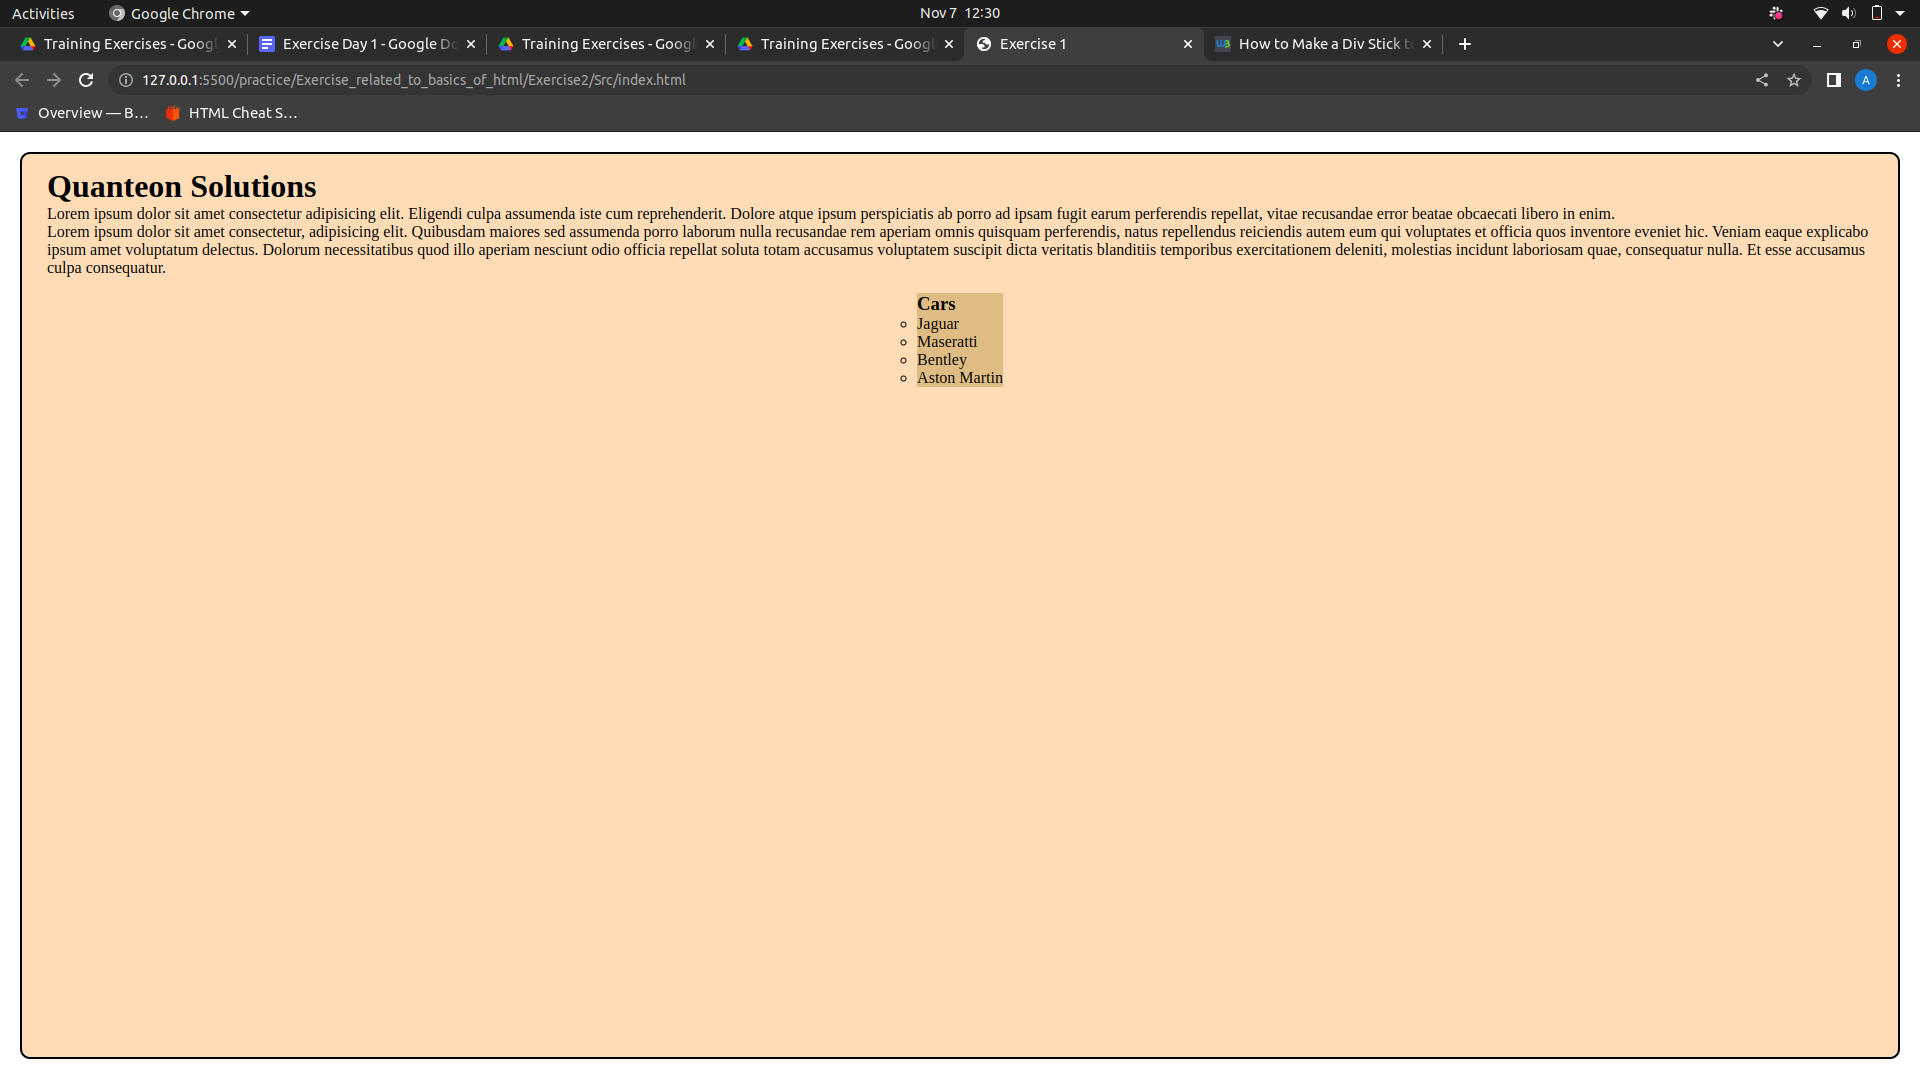 Activities
Google Chrome
Nov 7 12:30
Training Exercises - Googl
Exercise Day 1 - Google Do
Training Exercises - Googl
Training Exercises - Googl
Exercise 1
How to Make a Div Stick to
127.0.0.1:5500/practice/Exercise_related_to_basics_of_html/Exercise2/Src/index.html
A
Overview — B...
HTML Cheat S...
Quanteon Solutions
Lorem ipsum dolor sit amet consectetur adipisicing elit. Eligendi culpa assumenda iste cum reprehenderit. Dolore atque ipsum perspiciatis ab porro ad ipsam fugit earum perferendis repellat, vitae recusandae error beatae obcaecati libero in enim.
Lorem ipsum dolor sit amet consectetur, adipisicing elit. Quibusdam maiores sed assumenda porro laborum nulla recusandae rem aperiam omnis quisquam perferendis, natus repellendus reiciendis autem eum qui voluptates et officia quos inventore eveniet hic. Veniam eaque explicabo
ipsum amet voluptatum delectus. Dolorum necessitatibus quod illo aperiam nesciunt odio officia repellat soluta totam accusamus voluptatem suscipit dicta veritatis blanditiis temporibus exercitationem deleniti, molestias incidunt laboriosam quae, consequatur nulla. Et esse accusamus
culpa consequatur.
Cars
Jaguar
Maseratti
Bentley
Aston Martin